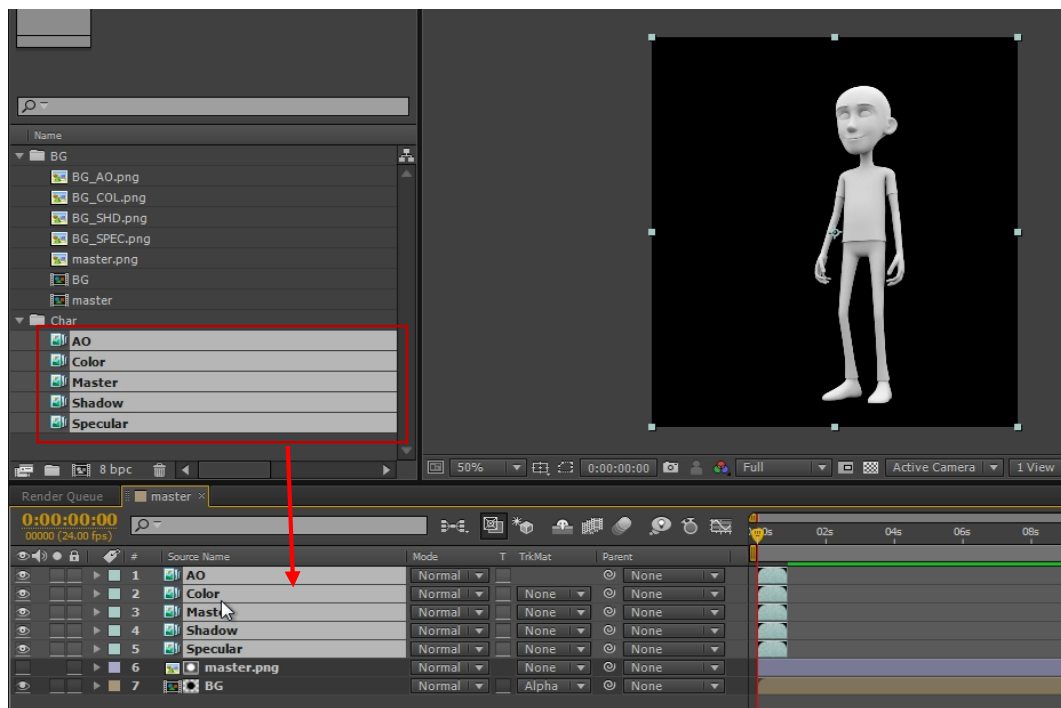 Name
BG
BG_AO.png
BG_COL.png
BG_SHD.png
BG_SPEC.png
master.png
BG
master
Char
AO
Color
Master
Shadow
Specular
8 bpc
50% 0:00:00:00 Full Active Camera 1 View
Render Queue master ×
0:00:00:00
00000 (24.00 fps)
02s 04s 06s 08s
# Source Name Mode T TrkMat Parent
1 AO Normal None
2 Color Normal None None
3 Maste Normal None None
4 Shadow Normal None None
5 Specular Normal None None
6 master.png Normal None None
7 BG Normal Alpha None